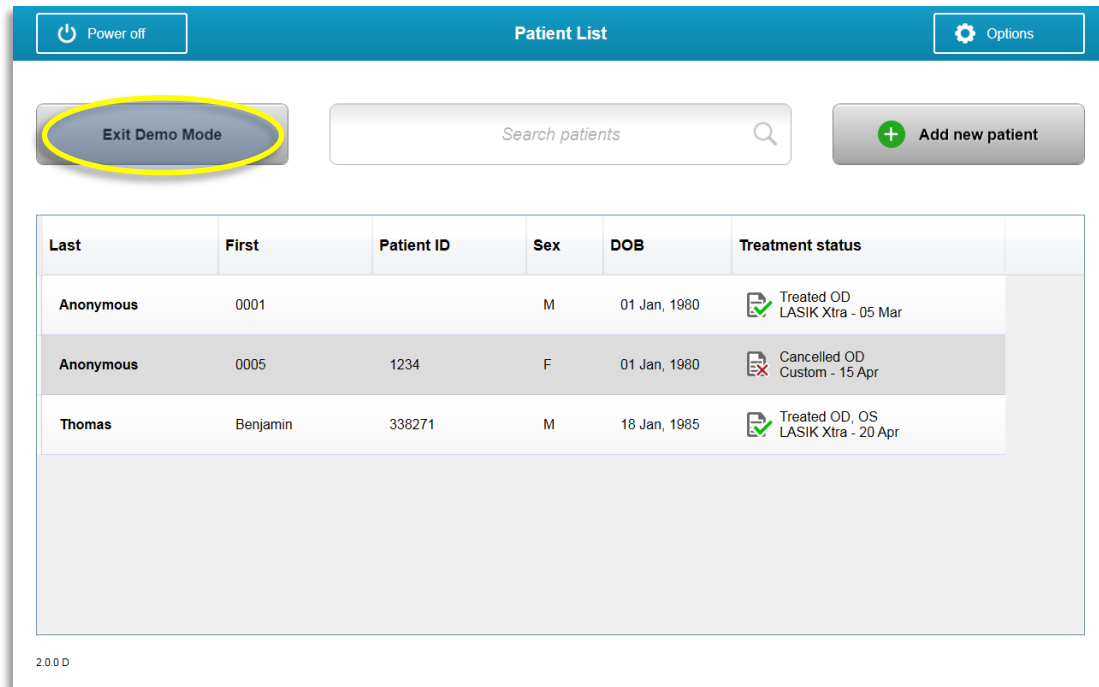 Power off
Patient List
Options
Exit Demo Mode
Search patients
Add new patient
Last First Patient ID Sex DOB Treatment status
Anonymous 0001 M 01 Jan, 1980 Treated OD
LASIK Xtra - 05 Mar
Anonymous 0005 1234 F 01 Jan, 1980 Cancelled OD
Custom - 15 Apr
Thomas Benjamin 338271 M 18 Jan, 1985 Treated OD, OS
LASIK Xtra - 20 Apr
2.0.0 D